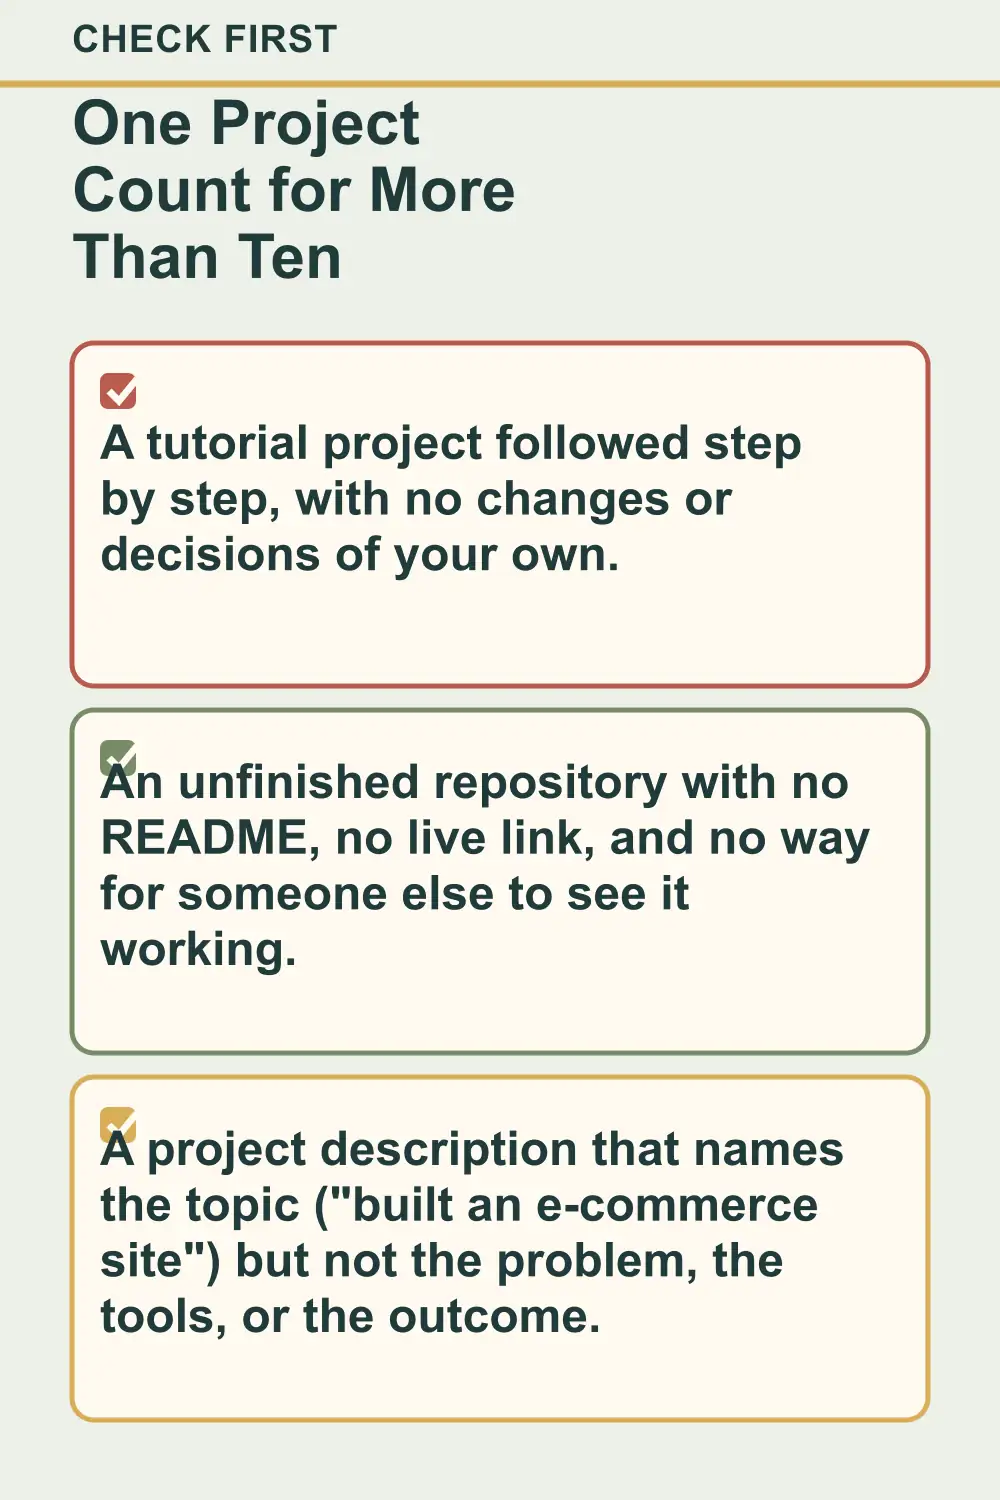 CHECK FIRST
One Project
Count for More
Than Ten
A tutorial project followed step
by step, with no changes or
decisions of your own.
An unfinished repository with no
README, no live link, and no way
for someone else to see it
working.
A project description that names
the topic ("built an e-commerce
site") but not the problem, the
tools, or the outcome.